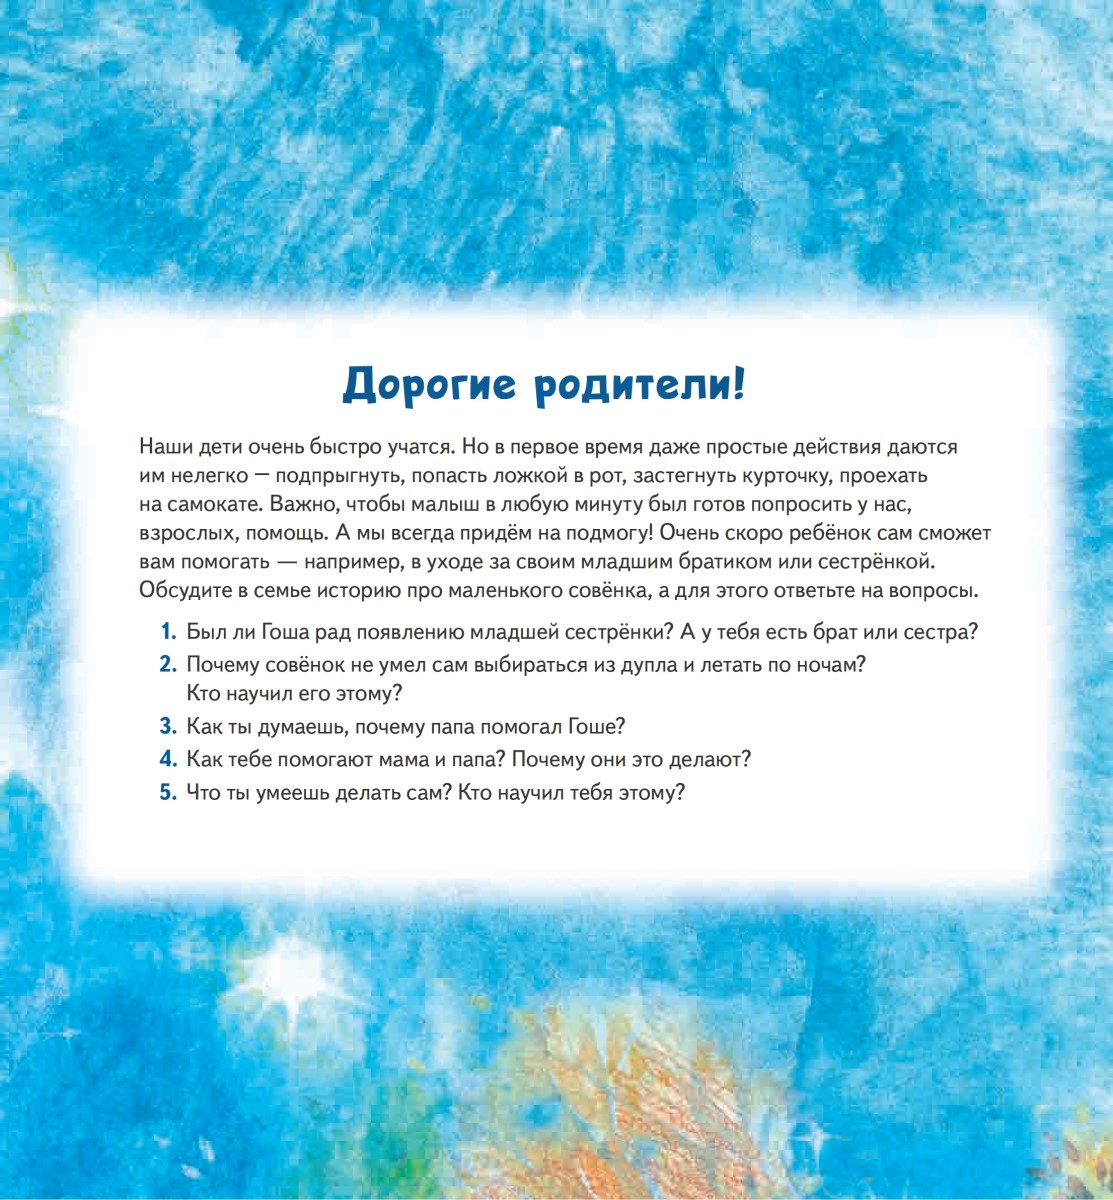 Дорогие родители!
Наши дети очень быстро учатся. Но в первое время даже простые действия даются
им нелегко — подпрыгнуть, попасть ложкой в рот, застегнуть курточку, проехать
на самокате. Важно, чтобы малыш в любую минуту был готов попросить у нас,
взрослых, помощь. А мы всегда придём на подмогу! Очень скоро ребёнок сам сможет
вам помогать — например, в уходе за своим младшим братиком или сестрёнкой.
Обсудите в семье историю про маленького совёнка, а для этого ответьте на вопросы.
1. Был ли Гоша рад появлению младшей сестрёнки? А у тебя есть брат или сестра?
2. Почему совёнок не умел сам выбираться из дупла и летать по ночам?
Кто научил его этому?
3. Как ты думаешь, почему папа помогал Гоше?
4. Как тебе помогают мама и папа? Почему они это делают?
5. Что ты умеешь делать сам? Кто научил тебя этому?